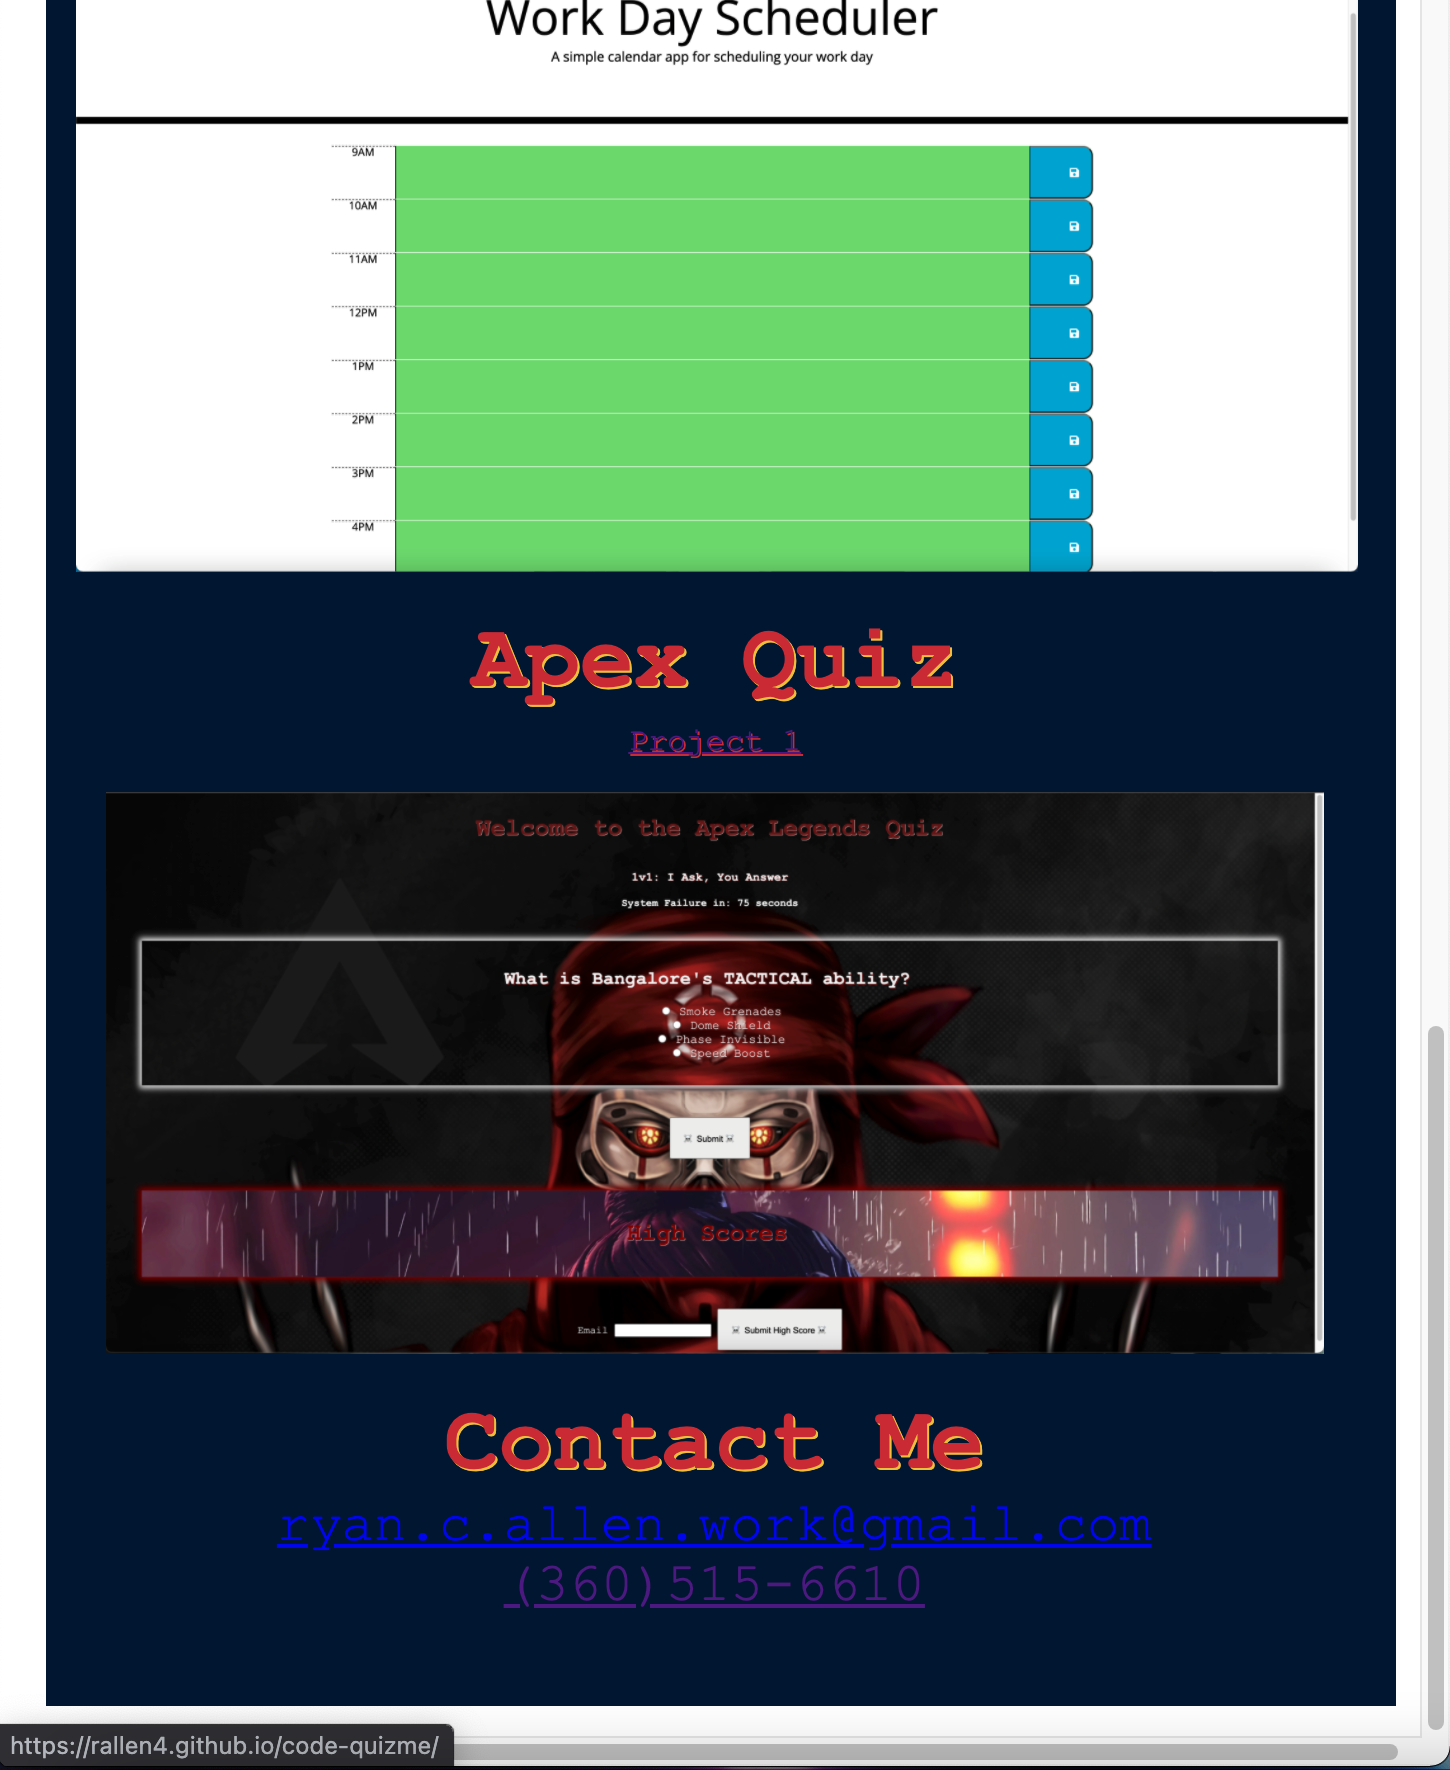 Work Day Scheduler
A simple calendar app for scheduling your work day
9AM
10AM
11AM
12PM
1PM
2PM
3PM
4PM
Apex Quiz
Project 1
Welcome to the Apex Legends Quiz
1v1: I Ask, You Answer
System Failure in: 75 seconds
What is Bangalore's TACTICAL ability?
Smoke Grenades
Dome Shield
Phase Invisible
Speed Boost
☠ Submit ☠
High Scores
Email ☠ Submit High Score ☠
Contact Me
ryan.c.allen.work@gmail.com
(360)515-6610
https://rallen4.github.io/code-quizme/